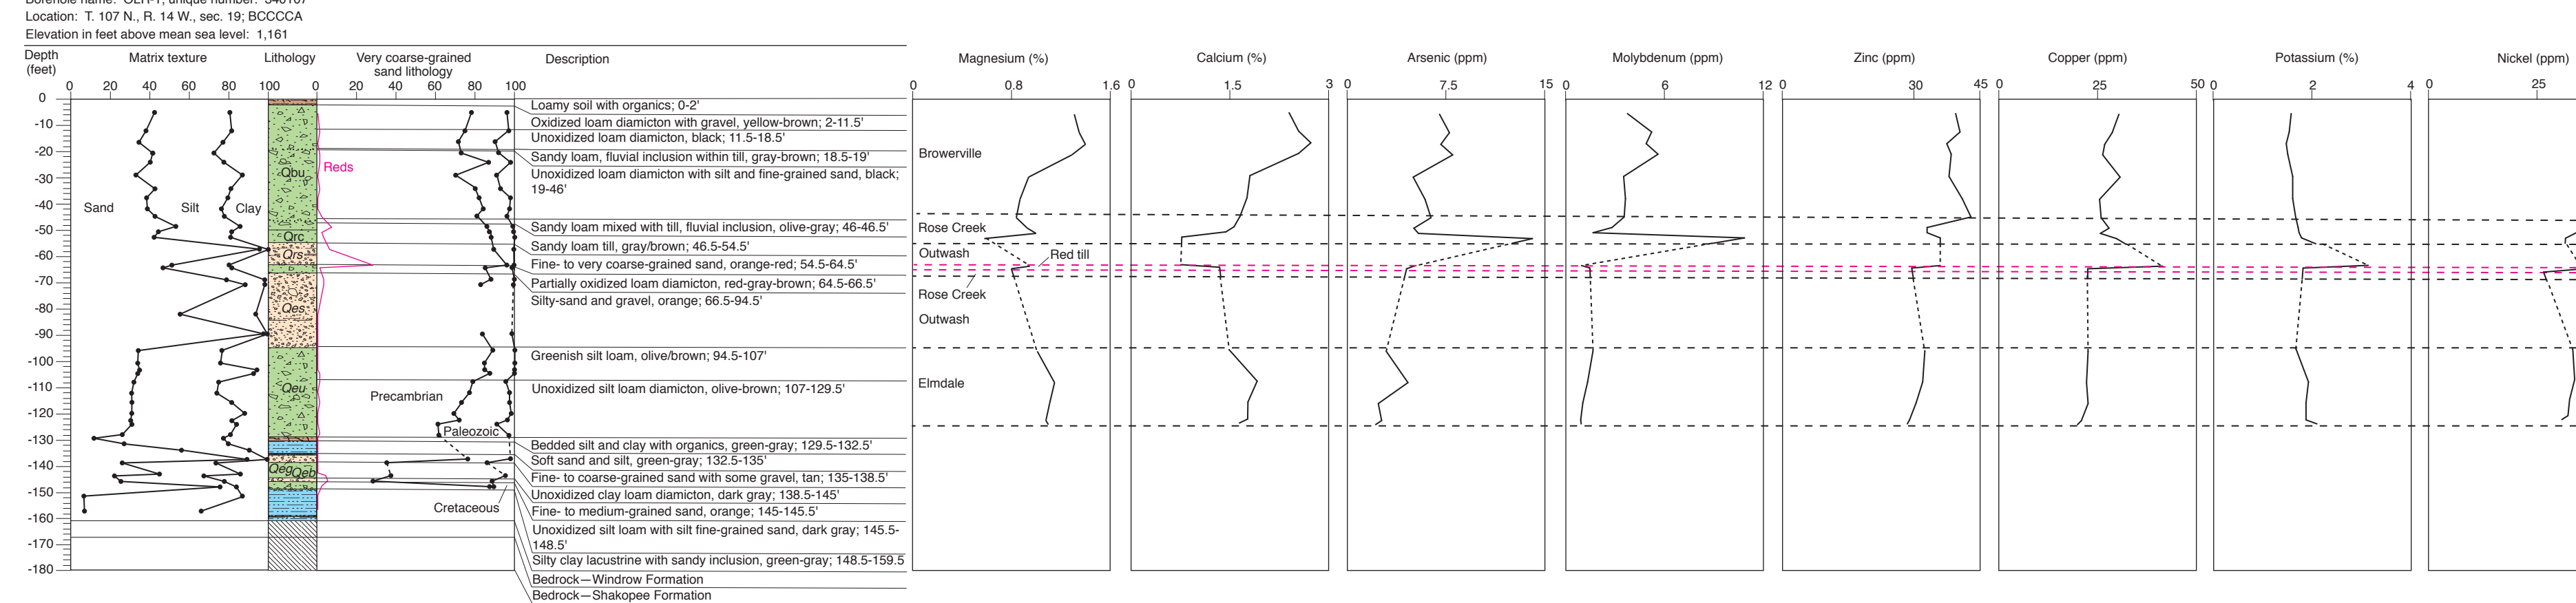 Location: T. 107 N., R. 14 W., sec. 19; BCCCCA
Elevation in feet above mean sea level: 1,161
Depth (feet)
Matrix texture
Lithology
Very coarse-grained sand lithology
Description
0 20 40 60 80 100
0 20 40 60 80 100
0
-10
-20
-30
-40
-50
-60
-70
-80
-90
-100
-110
-120
-130
-140
-150
-160
-170
-180
Sand
Silt
Clay
Qbu
Qrc
Qrs
Qes
Qeu
Qeg
Qeb
Reds
Precambrian
Paleozoic
Cretaceous
Loamy soil with organics; 0-2'
Oxidized loam diamicton with gravel, yellow-brown; 2-11.5'
Unoxidized loam diamicton, black; 11.5-18.5'
Sandy loam, fluvial inclusion within till, gray-brown; 18.5-19'
Unoxidized loam diamicton with silt and fine-grained sand, black;
19-46'
Sandy loam mixed with till, fluvial inclusion, olive-gray; 46-46.5'
Sandy loam till, gray/brown; 46.5-54.5'
Fine- to very coarse-grained sand, orange-red; 54.5-64.5'
Partially oxidized loam diamicton, red-gray-brown; 64.5-66.5'
Silty-sand and gravel, orange; 66.5-94.5'
Greenish silt loam, olive/brown; 94.5-107'
Unoxidized silt loam diamicton, olive-brown; 107-129.5'
Bedded silt and clay with organics, green-gray; 129.5-132.5'
Soft sand and silt, green-gray; 132.5-135'
Fine- to coarse-grained sand with some gravel, tan; 135-138.5'
Unoxidized clay loam diamicton, dark gray; 138.5-145'
Fine- to medium-grained sand, orange; 145-145.5'
Unoxidized silt loam with silt fine-grained sand, dark gray; 145.5-
148.5'
Silty clay lacustrine with sandy inclusion, green-gray; 148.5-159.5
Bedrock—Windrow Formation
Bedrock—Shakopee Formation
Magnesium (%)
0 0.8 1.6
Browerville
Rose Creek
Outwash
Red till
Rose Creek
Outwash
Elmdale
Calcium (%)
0 1.5 3
Arsenic (ppm)
0 7.5 15
Molybdenum (ppm)
0 6 12
Zinc (ppm)
0 30 45
Copper (ppm)
0 25 50
Potassium (%)
0 2 4
Nickel (ppm)
0 25